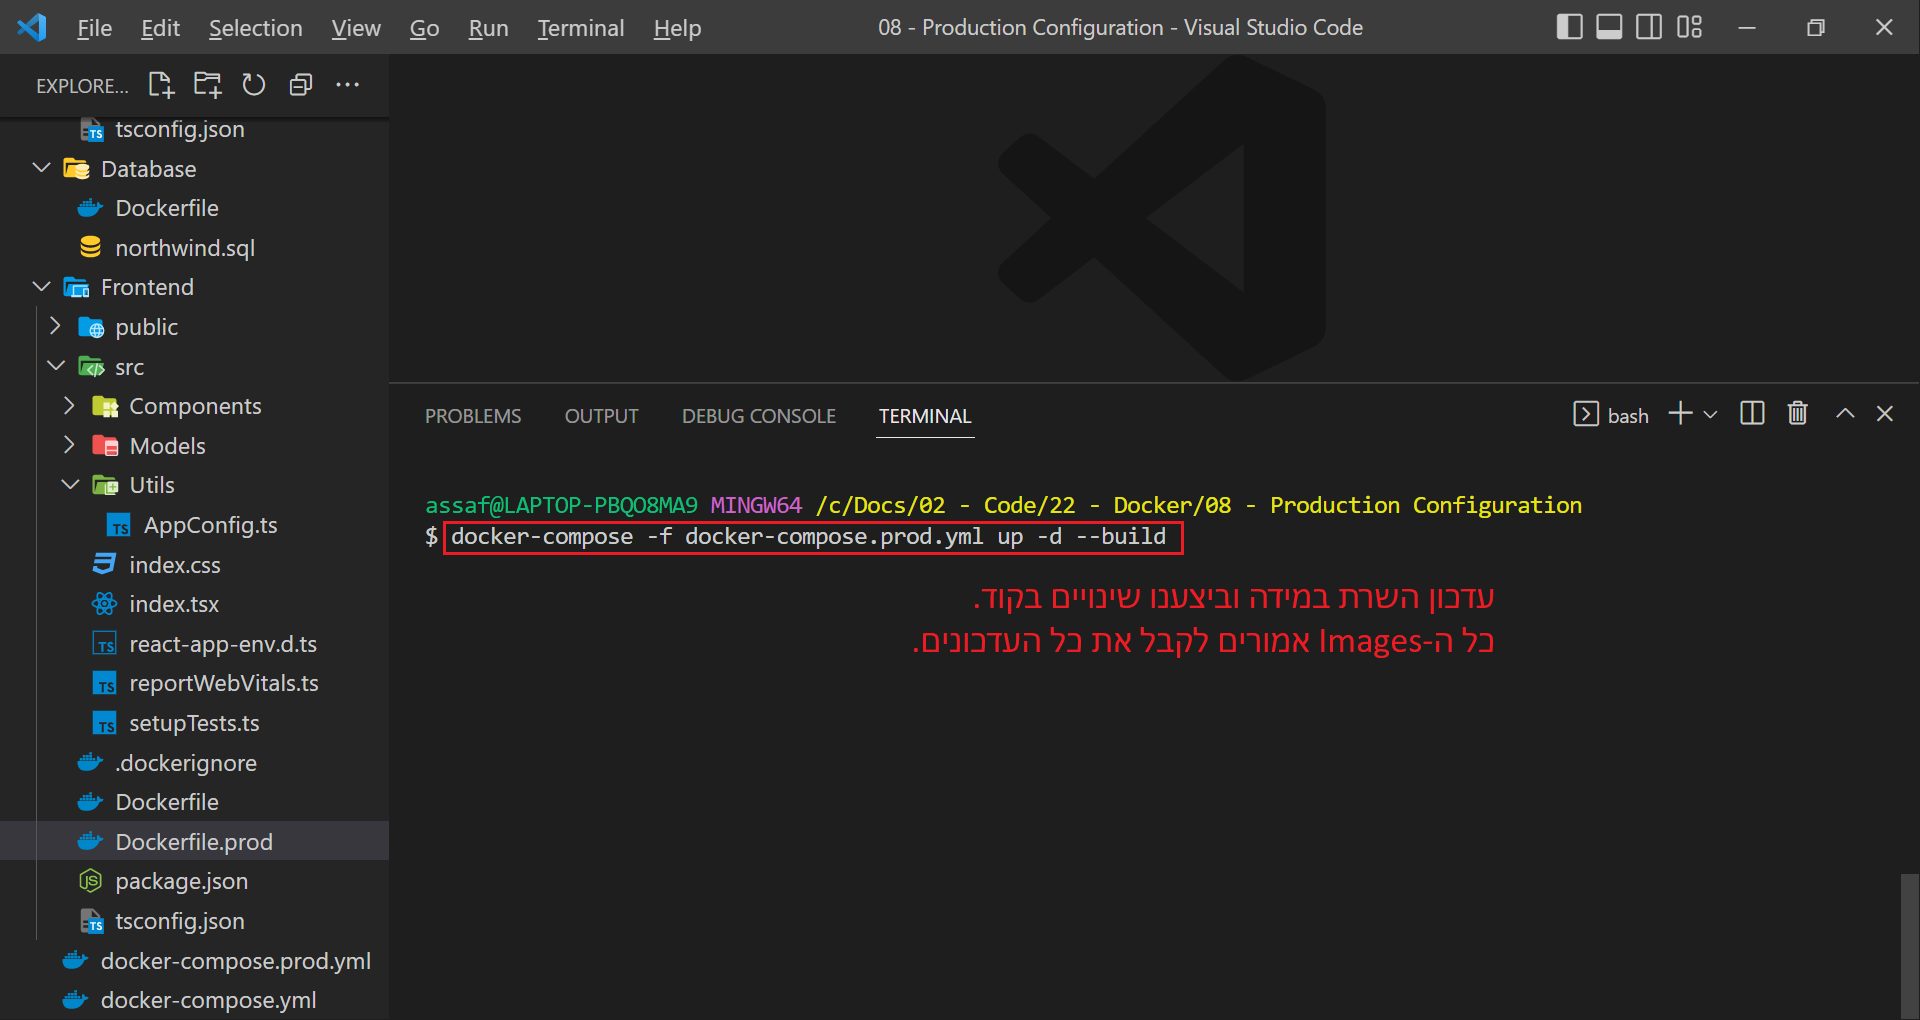 File Edit Selection View Go Run Terminal Help
08 - Production Configuration - Visual Studio Code
EXPLORE...
tsconfig.json
Database
Dockerfile
northwind.sql
Frontend
public
src
Components
Models
Utils
AppConfig.ts
index.css
index.tsx
react-app-env.d.ts
reportWebVitals.ts
setupTests.ts
.dockerignore
Dockerfile
Dockerfile.prod
package.json
tsconfig.json
docker-compose.prod.yml
docker-compose.yml
PROBLEMS OUTPUT DEBUG CONSOLE TERMINAL
bash
assaf@LAPTOP-PBQO8MA9 MINGW64 /c/Docs/02 - Code/22 - Docker/08 - Production Configuration
$ docker-compose -f docker-compose.prod.yml up -d --build
עדכון השרת במידה וביצענו שינויים בקוד.
כל ה-Images אמורים לקבל את כל העדכונים.